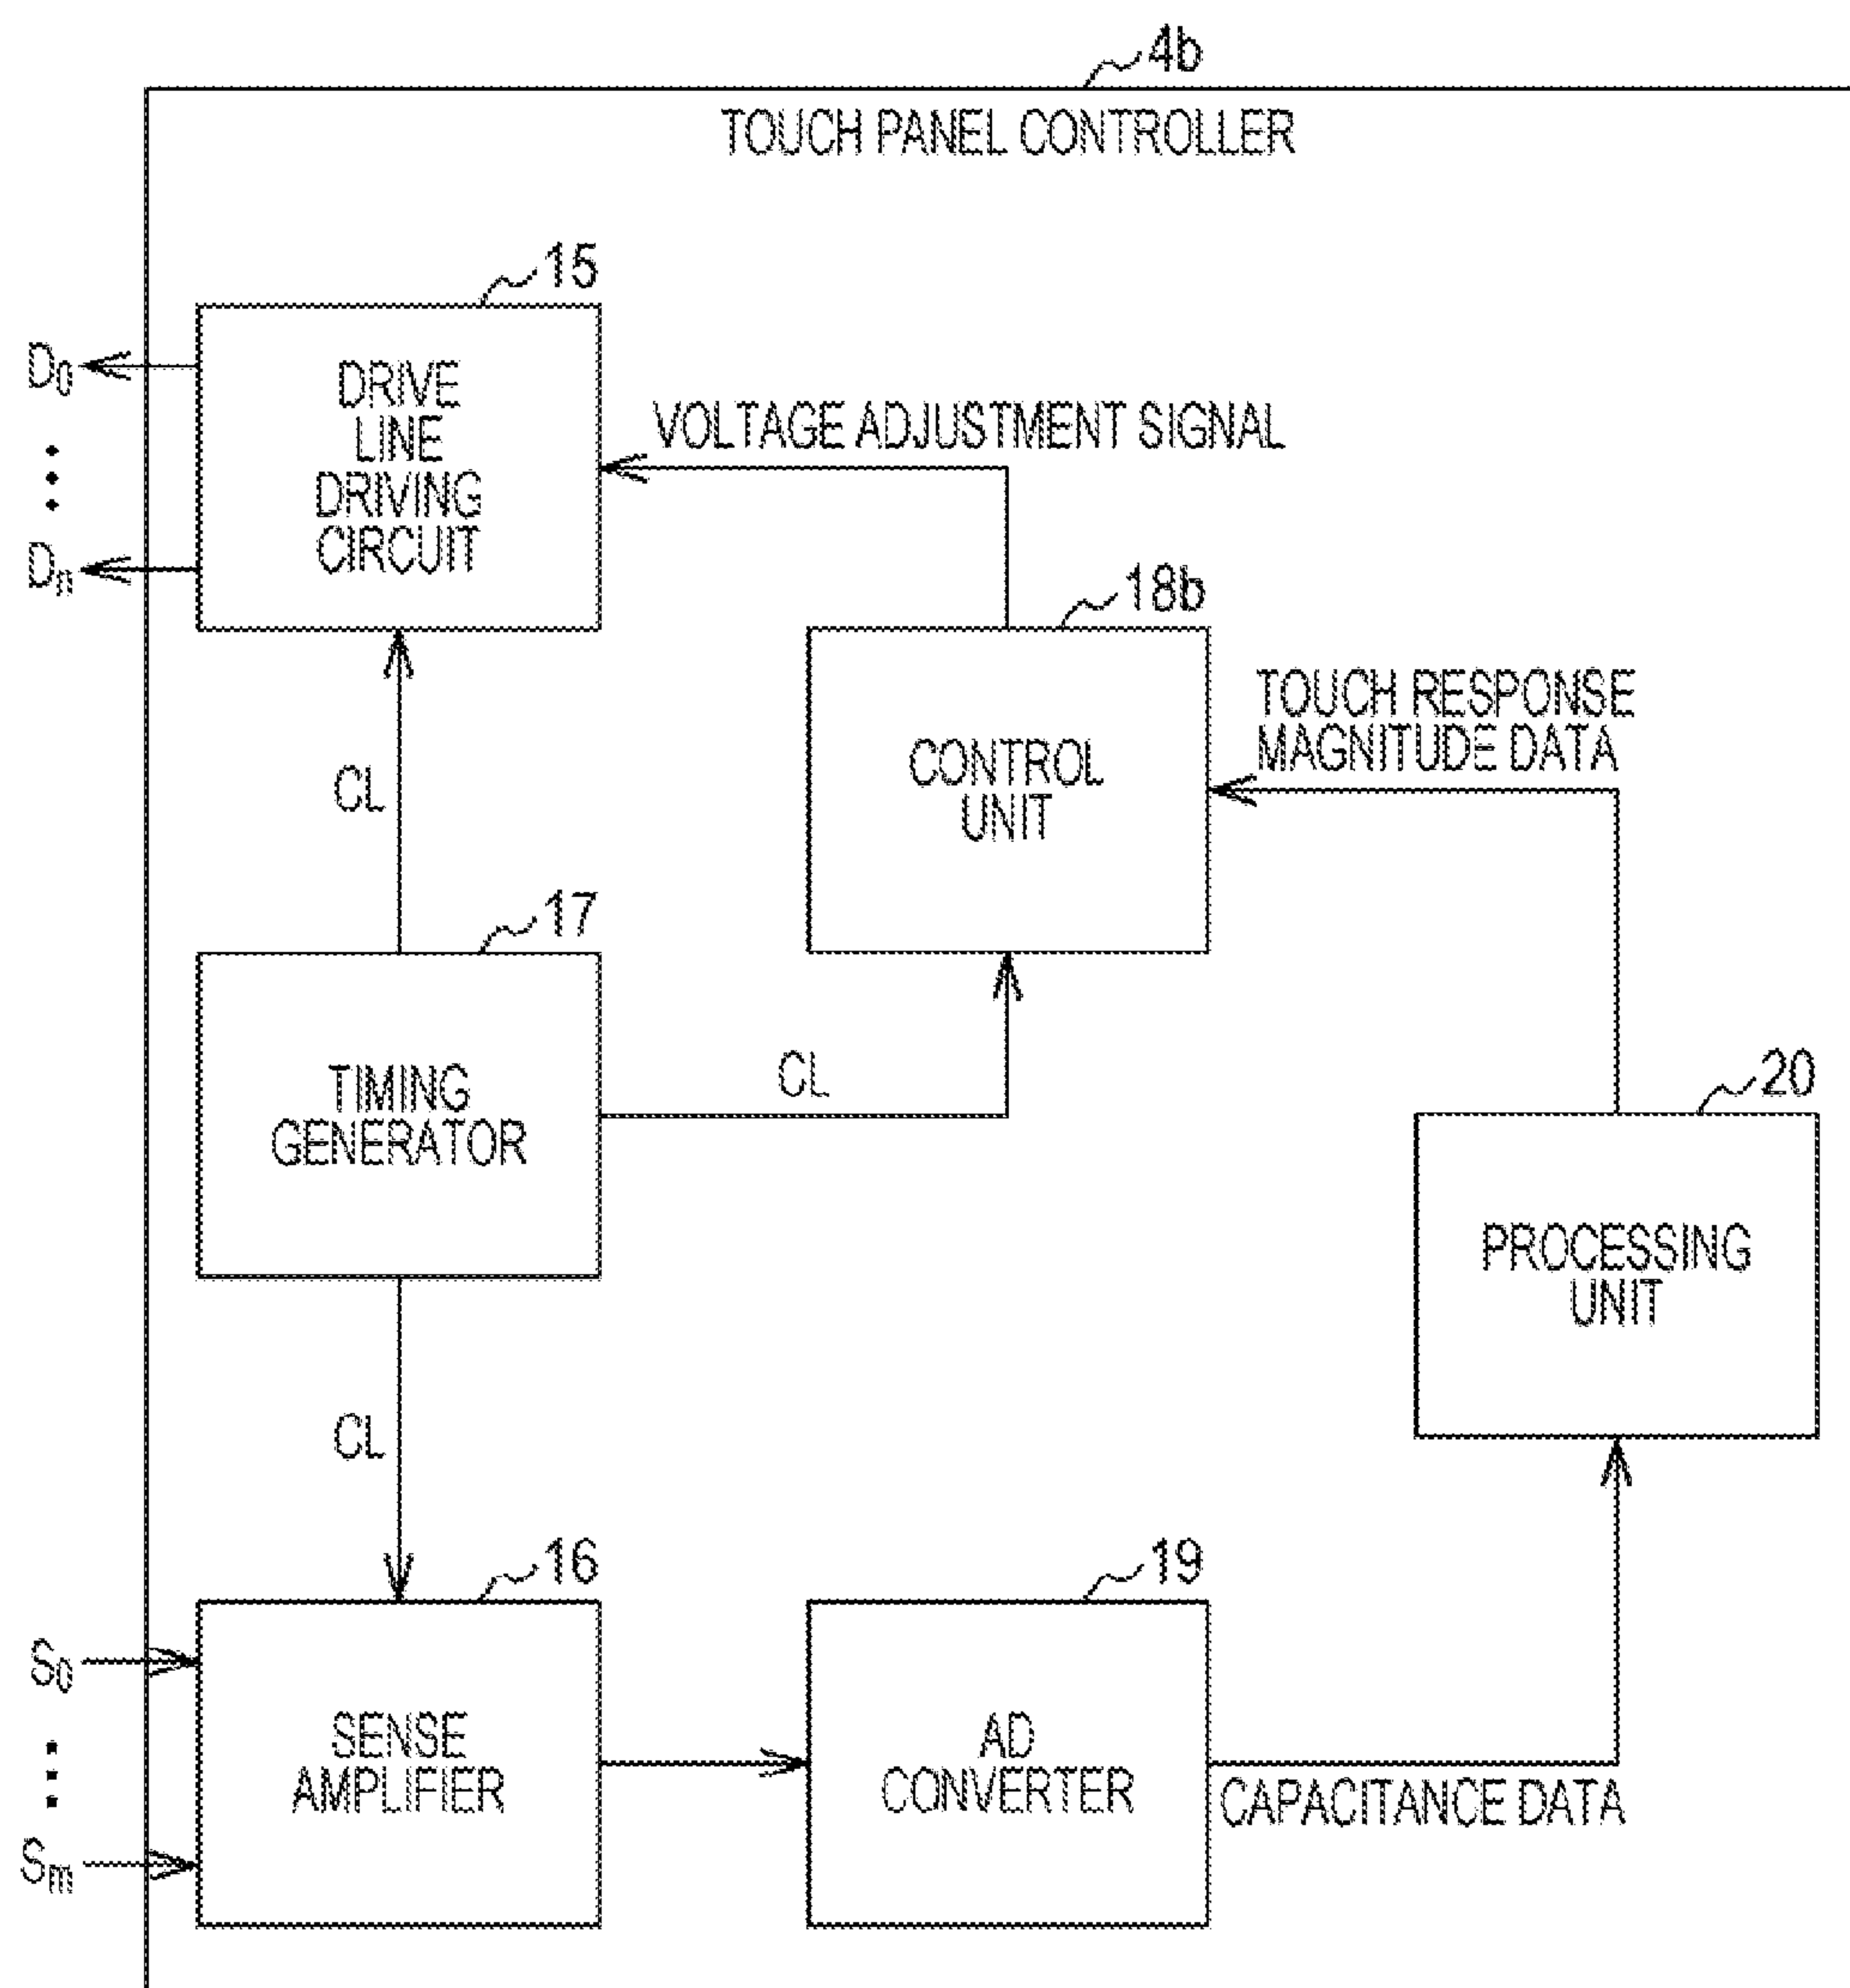 4b
TOUCH PANEL CONTROLLER
15
D0
DRIVE
LINE
DRIVING
CIRCUIT
Dn
VOLTAGE ADJUSTMENT SIGNAL
18b
CONTROL
UNIT
TOUCH RESPONSE
MAGNITUDE DATA
CL
17
TIMING
GENERATOR
CL
20
PROCESSING
UNIT
CL
16
S0
SENSE
AMPLIFIER
Sm
19
AD
CONVERTER
CAPACITANCE DATA